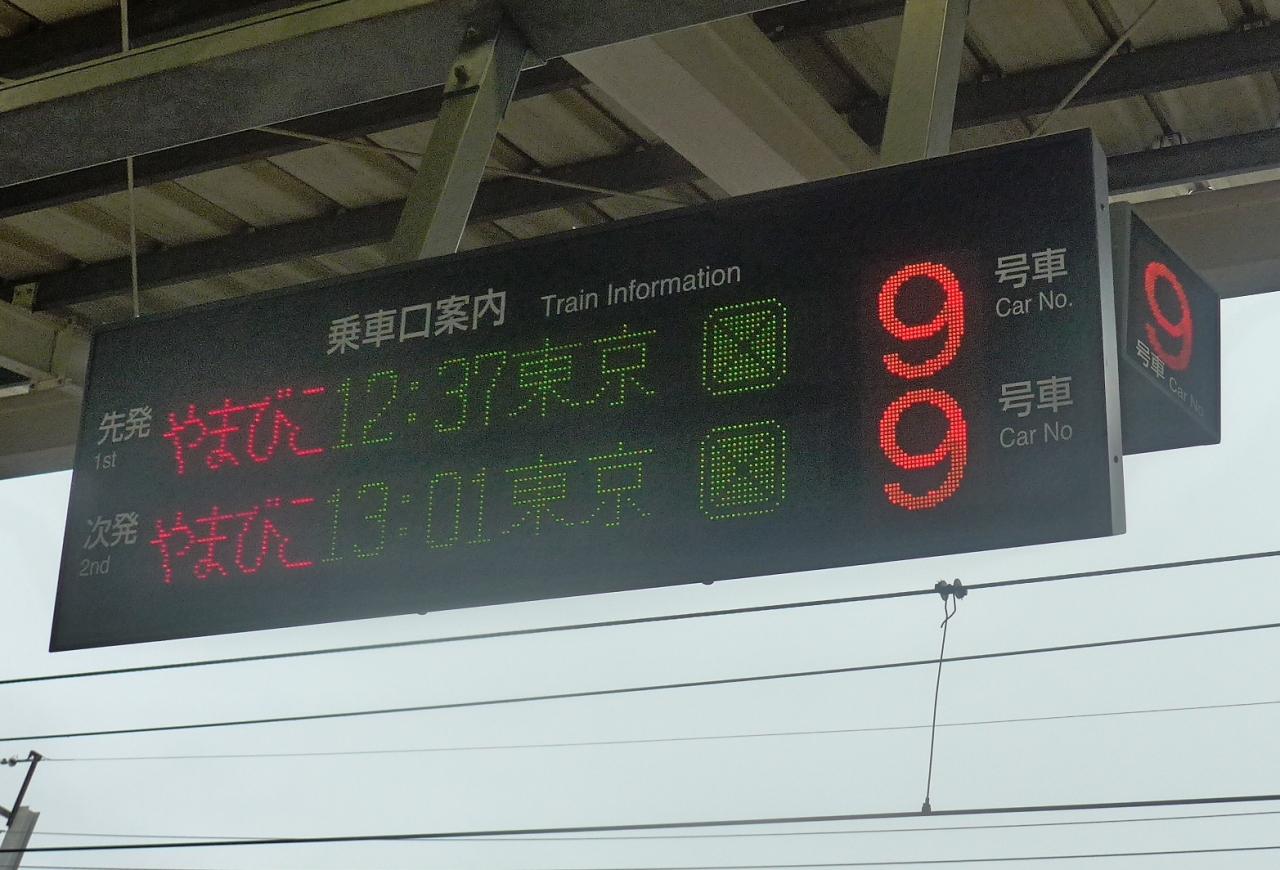 乗車口案内 Train Information
先発 やまびこ 12:37 東京 9 号車
1st Car No.
次発 やまびこ 13:01 東京 9 号車
2nd Car No
9
号車 Car No.